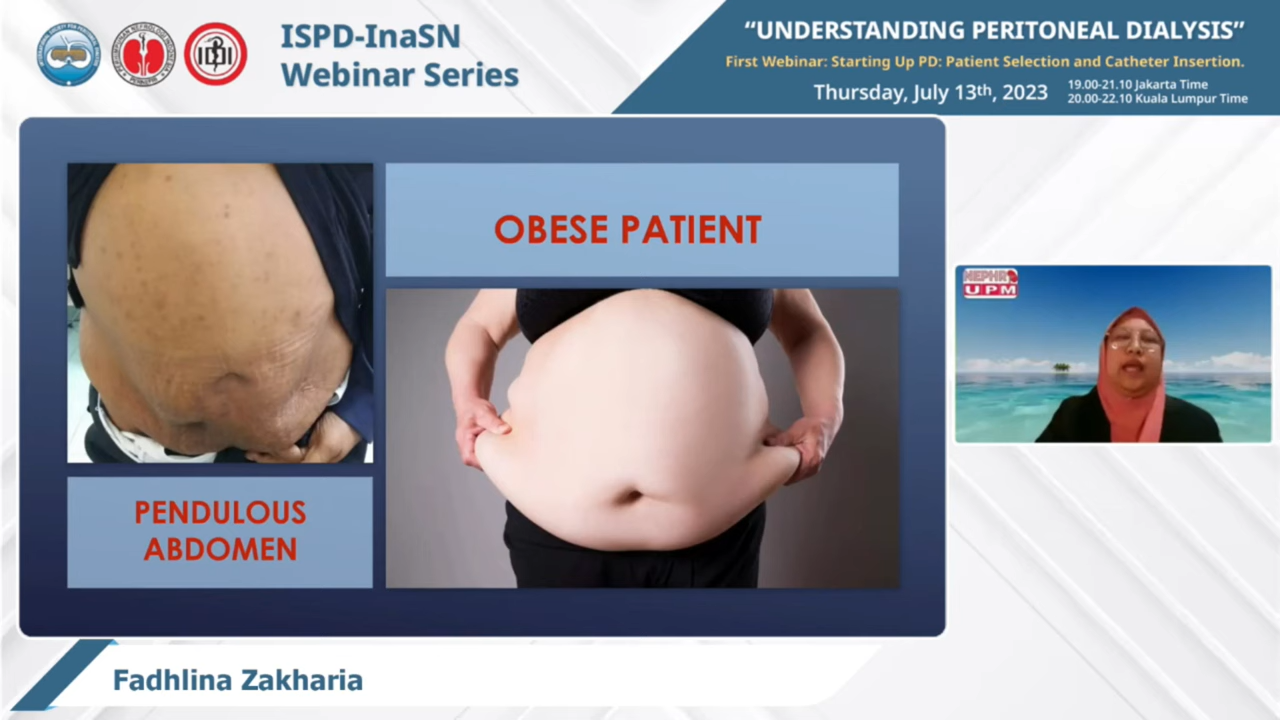 ISPD-InaSN
Webinar Series
“UNDERSTANDING PERITONEAL DIALYSIS”
First Webinar: Starting Up PD: Patient Selection and Catheter Insertion.
Thursday, July 13th, 2023
19.00-21.10 Jakarta Time
20.00-22.10 Kuala Lumpur Time
OBESE PATIENT
PENDULOUS
ABDOMEN
NEPHR
UPM
Fadhlina Zakharia